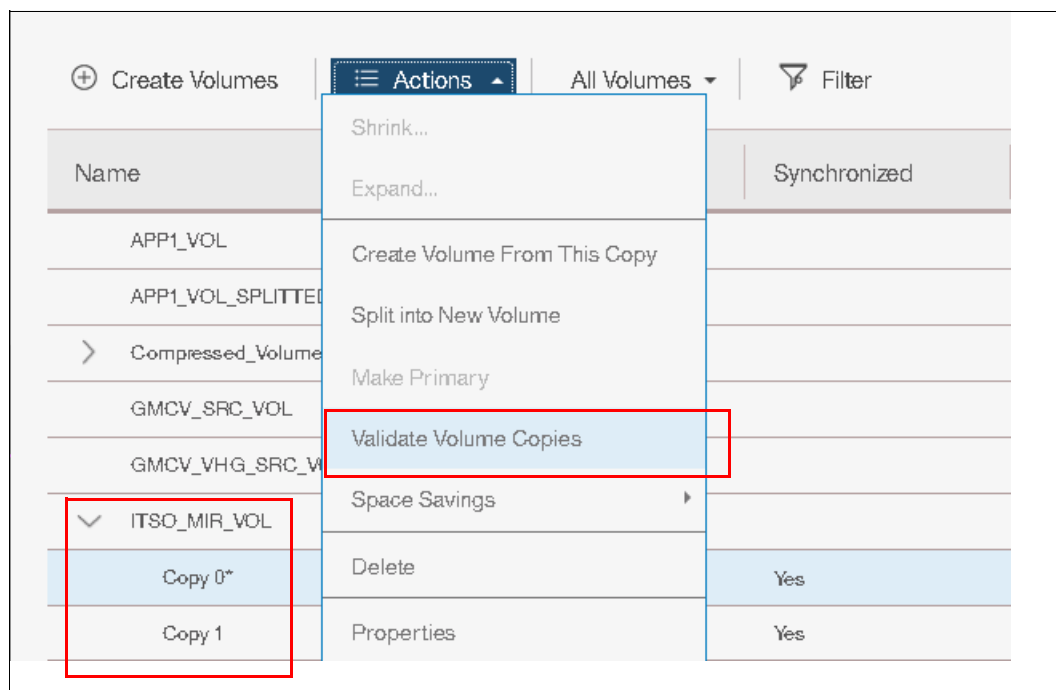 Create Volumes Actions All Volumes Filter
Shrink...
Name Synchronized
Expand...
APP1_VOL
Create Volume From This Copy
APP1_VOL_SPLITTED
Split into New Volume
Compressed_Volume
Make Primary
GMCV_SRC_VOL
Validate Volume Copies
GMCV_VHG_SRC_V
Space Savings
ITSO_MIR_VOL
Delete
Copy 0* Yes
Copy 1 Properties Yes